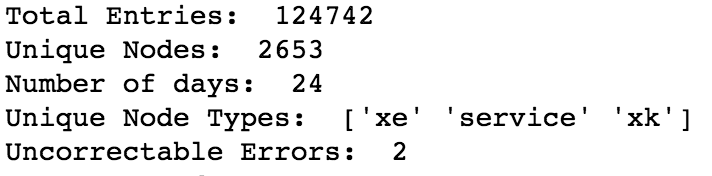 Total Entries:  124742
Unique Nodes:  2653
Number of days:  24
Unique Node Types:  ['xe' 'service' 'xk']
Uncorrectable Errors:  2